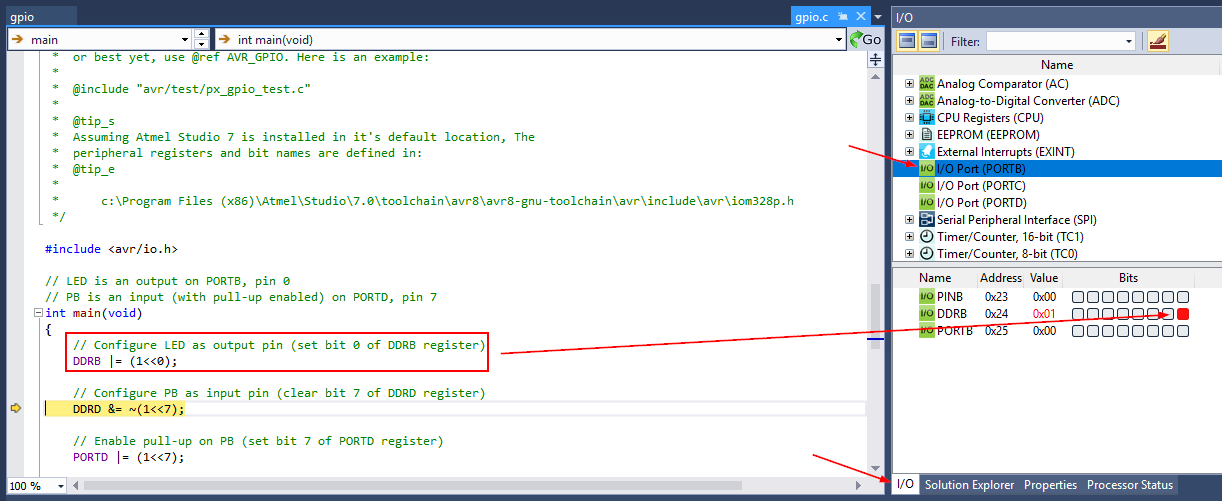 gpio
gpio.c
main
int main(void)
Go
 *  or best yet, use @ref AVR_GPIO. Here is an example:
 *
 *  @include "avr/test/px_gpio_test.c"
 *
 *  @tip_s
 *  Assuming Atmel Studio 7 is installed in it's default location, The
 *  peripheral registers and bit names are defined in:
 *  @tip_e
 *
 *      c:\Program Files (x86)\Atmel\Studio\7.0\toolchain\avr8\avr8-gnu-toolchain\avr\include\avr\iom328p.h
 */
#include <avr/io.h>
// LED is an output on PORTB, pin 0
// PB is an input (with pull-up enabled) on PORTD, pin 7
int main(void)
{
// Configure LED as output pin (set bit 0 of DDRB register)
DDRB |= (1<<0);
// Configure PB as input pin (clear bit 7 of DDRD register)
DDRD &= ~(1<<7);
// Enable pull-up on PB (set bit 7 of PORTD register)
PORTD |= (1<<7);
100 %
I/O
Filter:
Name
ADC DAC Analog Comparator (AC)
ADC DAC Analog-to-Digital Converter (ADC)
CPU Registers (CPU)
EEPROM (EEPROM)
External Interrupts (EXINT)
I/O I/O Port (PORTB)
I/O I/O Port (PORTC)
I/O I/O Port (PORTD)
Serial Peripheral Interface (SPI)
Timer/Counter, 16-bit (TC1)
Timer/Counter, 8-bit (TC0)
Name Address Value Bits
I/O PINB 0x23 0x00
I/O DDRB 0x24 0x01
I/O PORTB 0x25 0x00
I/O Solution Explorer Properties Processor Status